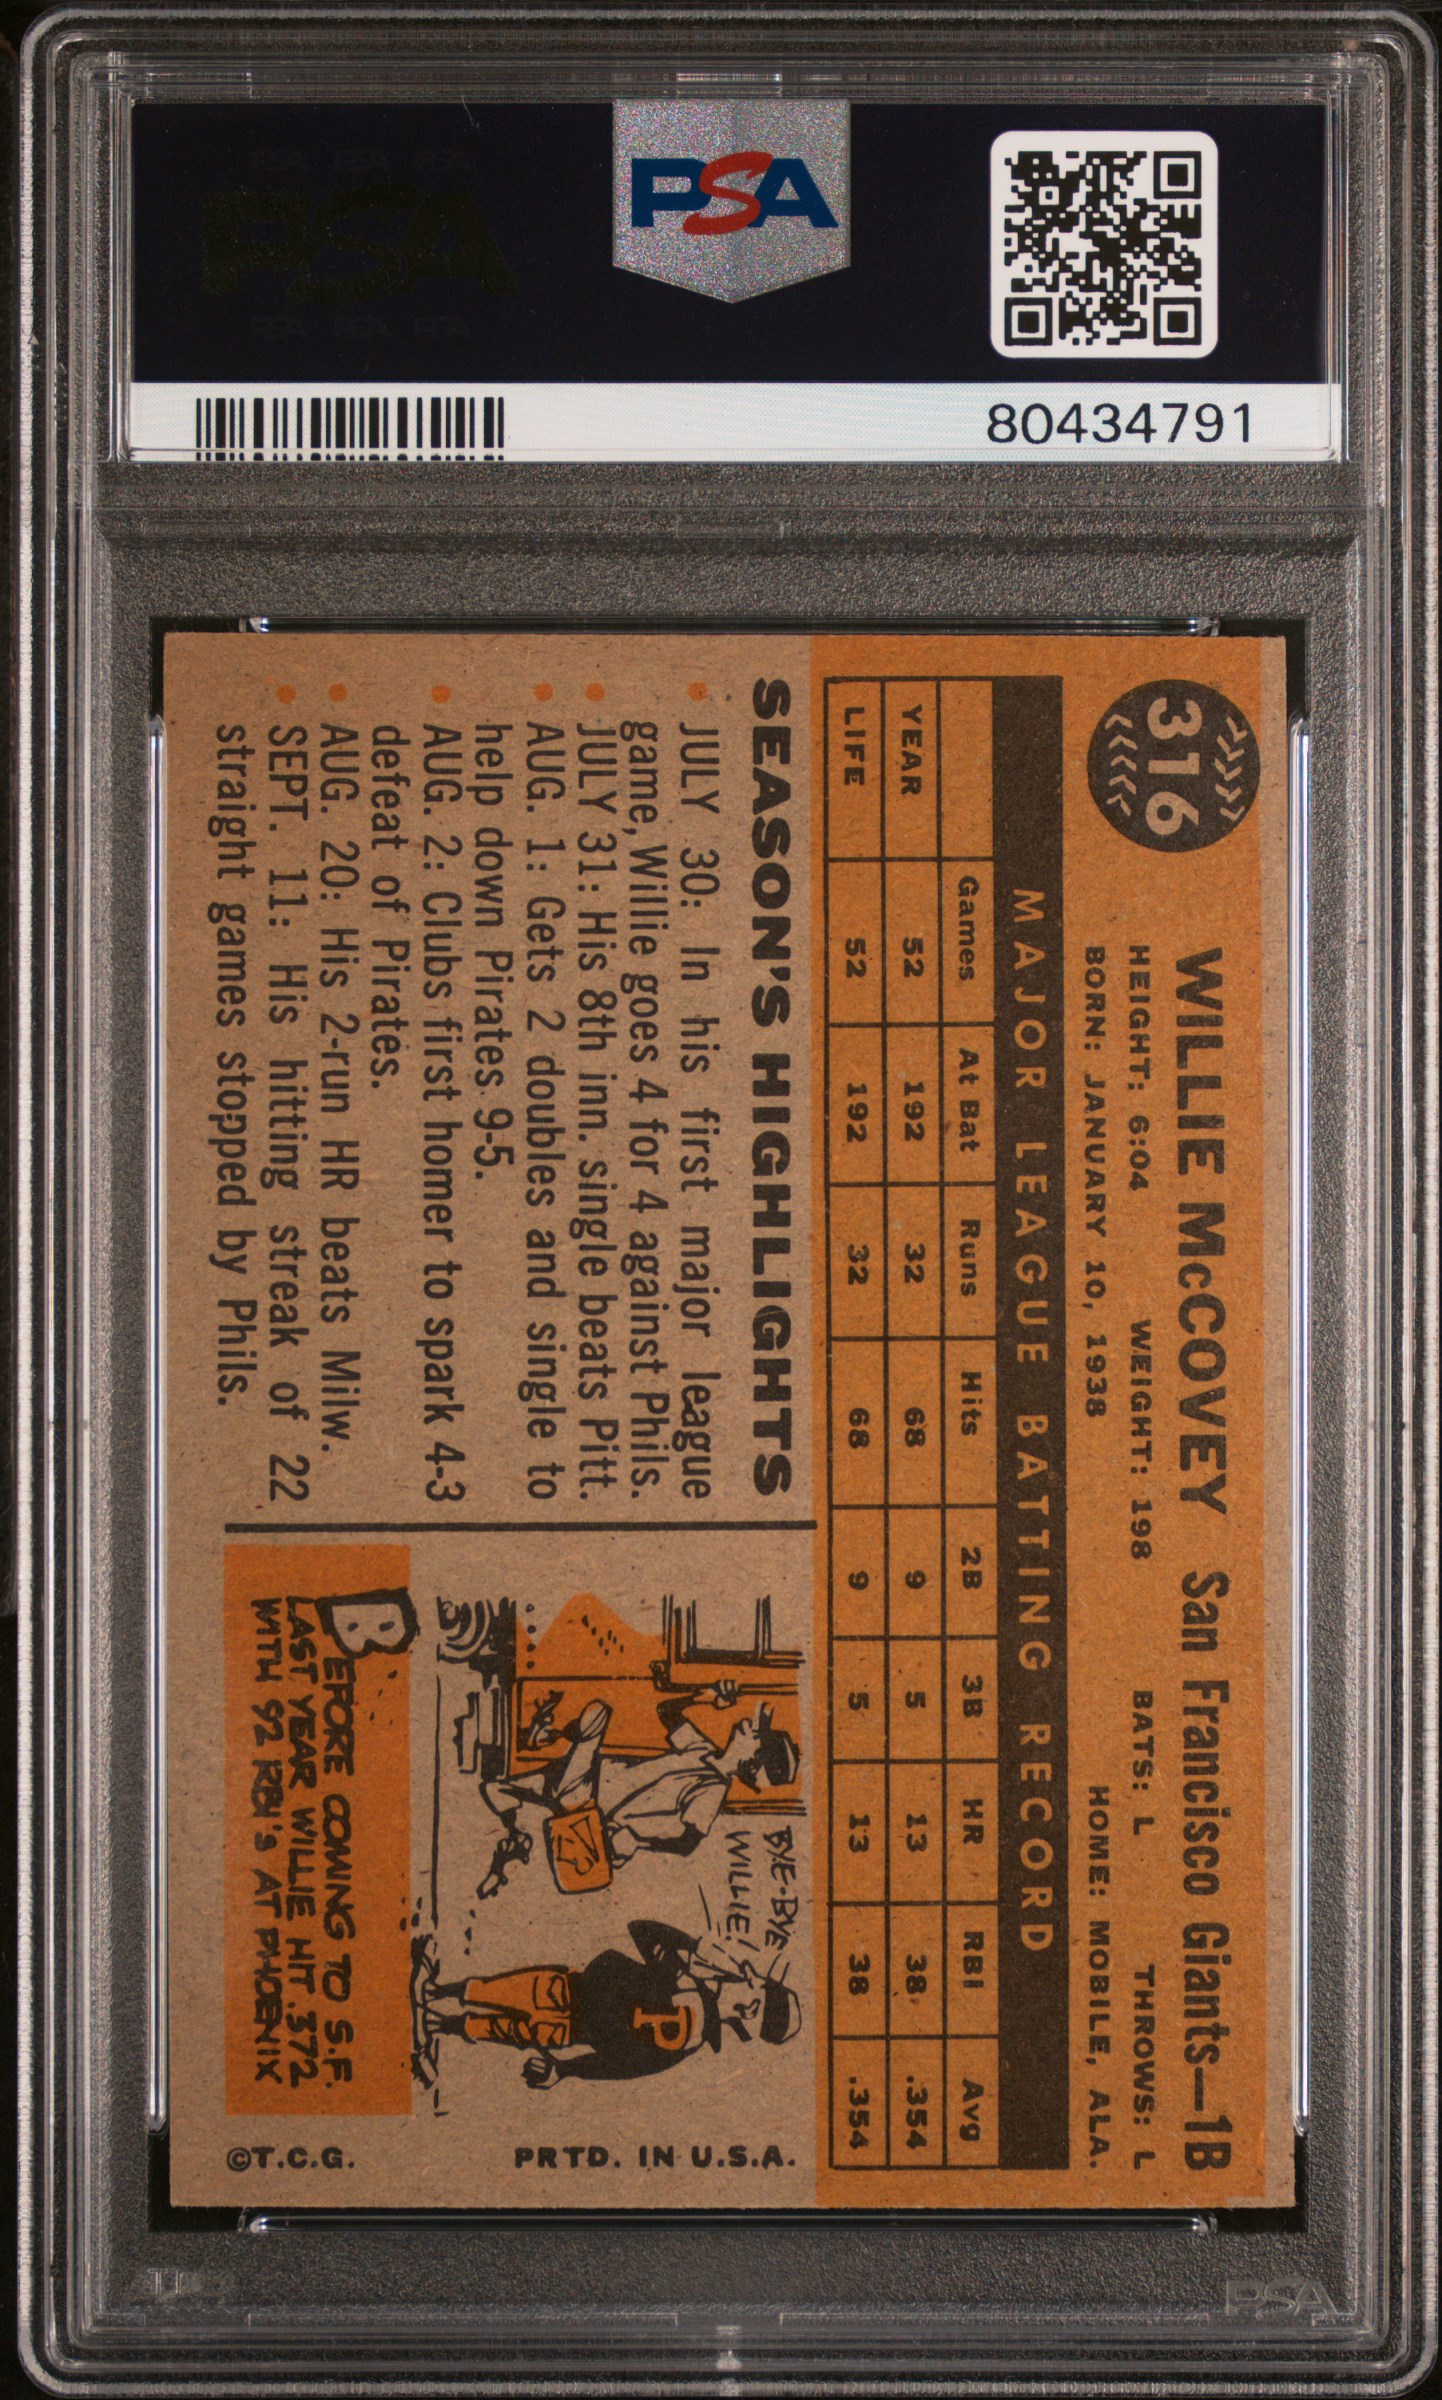 PSA
80434791
316
WILLIE McCOVEY San Francisco Giants—1B
HEIGHT: 6:04 WEIGHT: 198 BATS: L THROWS: L
BORN: JANUARY 10, 1938 HOME: MOBILE, ALA.
MAJOR LEAGUE BATTING RECORD
Games At Bat Runs Hits 2B 3B HR RBI Avg
YEAR 52 192 32 68 9 5 13 38 .354
LIFE 52 192 32 68 9 5 13 38 .354
SEASON'S HIGHLIGHTS
• JULY 30: In his first major league
game, Willie goes 4 for 4 against Phils.
• JULY 31: His 8th inn. single beats Pitt.
• AUG. 1: Gets 2 doubles and single to
help down Pirates 9-5.
• AUG. 2: Clubs first homer to spark 4-3
defeat of Pirates.
• AUG. 20: His 2-run HR beats Milw.
• SEPT. 11: His hitting streak of 22
straight games stopped by Phils.
BYE-BYE
WILLIE!
P
BEFORE COMING TO S.F.
LAST YEAR WILLIE HIT .372
WITH 92 RBI'S AT PHOENIX
PRTD. IN U.S.A.
©T.C.G.
PSA